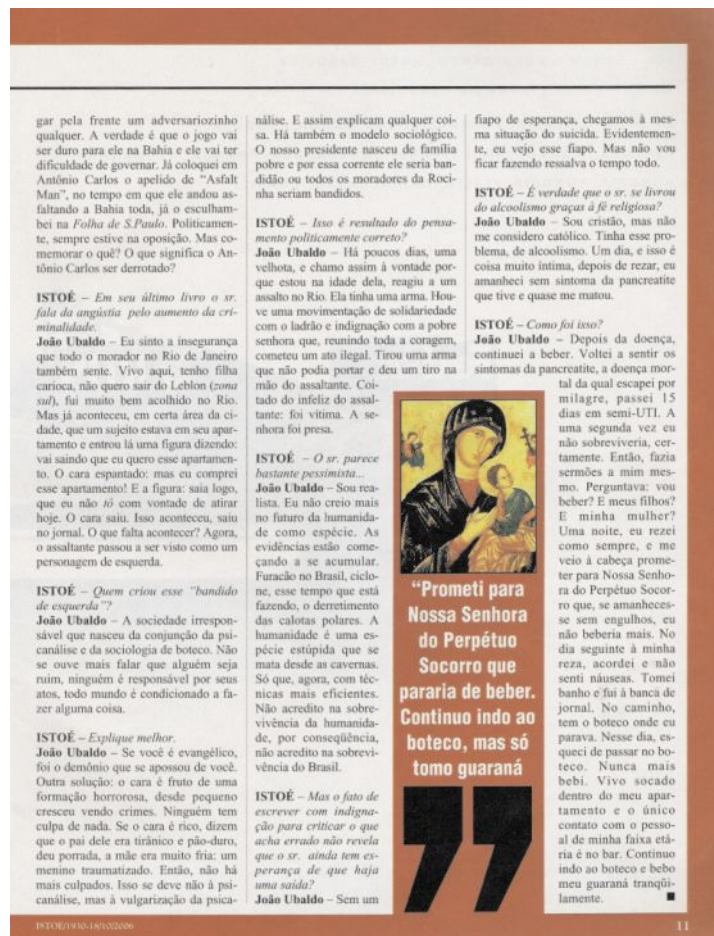 gar pela frente um adversariozinho
qualquer. A verdade é que o jogo vai
ser duro para ele na Bahia e ele vai ter
dificuldade de governar. Já coloquei em
Antônio Carlos o apelido de “Asfalt
Man”, no tempo em que ele andou as-
faltando a Bahia toda, já o esculham-
bei na Folha de S.Paulo. Politicamen-
te, sempre estive na oposição. Mas co-
memorar o quê? O que significa o An-
tônio Carlos ser derrotado?
ISTOÉ – Em seu último livro o sr.
fala da angústia pelo aumento da cri-
minalidade.
João Ubaldo – Eu sinto a insegurança
que todo o morador no Rio de Janeiro
também sente. Vivo aqui, tenho filha
carioca, não quero sair do Leblon (zona
sul), fui muito bem acolhido no Rio.
Mas já aconteceu, em certa área da ci-
dade, que um sujeito estava em seu apar-
tamento e entrou lá uma figura dizendo:
vai saindo que eu quero esse apartamen-
to. O cara espantado: mas eu comprei
esse apartamento! E a figura: saia logo,
que eu não tô com vontade de atirar
hoje. O cara saiu. Isso aconteceu, saiu
no jornal. O que falta acontecer? Agora,
o assaltante passou a ser visto como um
personagem de esquerda.
ISTOÉ – Quem criou esse “bandido
de esquerda”?
João Ubaldo – A sociedade irrespon-
sável que nasceu da conjunção da psi-
canálise e da sociologia de boteco. Não
se ouve mais falar que alguém seja
ruim, ninguém é responsável por seus
atos, todo mundo é condicionado a fa-
zer alguma coisa.
ISTOÉ – Explique melhor.
João Ubaldo – Se você é evangélico,
foi o demônio que se apossou de você.
Outra solução: o cara é fruto de uma
formação horrorosa, desde pequeno
cresceu vendo crimes. Ninguém tem
culpa de nada. Se o cara é rico, dizem
que o pai dele era tirânico e pão-duro,
deu porrada, a mãe era muito fria: um
menino traumatizado. Então, não há
mais culpados. Isso se deve não à psi-
canálise, mas à vulgarização da psica-
nálise. E assim explicam qualquer coi-
sa. Há também o modelo sociológico.
O nosso presidente nasceu de família
pobre e por essa corrente ele seria ban-
didão ou todos os moradores da Roci-
nha seriam bandidos.
ISTOÉ – Isso é resultado do pensa-
mento politicamente correto?
João Ubaldo – Há poucos dias, uma
velhota, e chamo assim à vontade por-
que estou na idade dela, reagiu a um
assalto no Rio. Ela tinha uma arma. Hou-
ve uma movimentação de solidariedade
com o ladrão e indignação com a pobre
senhora que, reunindo toda a coragem,
cometeu um ato ilegal. Tirou uma arma
que não podia portar e deu um tiro na
mão do assaltante. Coi-
tado do infeliz do assal-
tante: foi vítima. A se-
nhora foi presa.
ISTOÉ – O sr. parece
bastante pessimista...
João Ubaldo – Sou rea-
lista. Eu não creio mais
no futuro da humanida-
de como espécie. As
evidências estão come-
çando a se acumular.
Furacão no Brasil, ciclo-
ne, esse tempo que está
fazendo, o derretimento
das calotas polares. A
humanidade é uma es-
pécie estúpida que se
mata desde as cavernas.
Só que, agora, com téc-
nicas mais eficientes.
Não acredito na sobre-
vivência da humanida-
de, por conseqüência,
não acredito na sobrevi-
vência do Brasil.
ISTOÉ – Mas o fato de
escrever com indigna-
ção para criticar o que
acha errado não revela
que o sr. ainda tem es-
perança de que haja
uma saída?
João Ubaldo – Sem um
fiapo de esperança, chegamos à mes-
ma situação do suicida. Evidentemen-
te, eu vejo esse fiapo. Mas não vou
ficar fazendo ressalva o tempo todo.
ISTOÉ – É verdade que o sr. se livrou
do alcoolismo graças à fé religiosa?
João Ubaldo – Sou cristão, mas não
me considero católico. Tinha esse pro-
blema, de alcoolismo. Um dia, e isso é
coisa muito íntima, depois de rezar, eu
amanheci sem sintoma da pancreatite
que tive e quase me matou.
ISTOÉ – Como foi isso?
João Ubaldo – Depois da doença,
continuei a beber. Voltei a sentir os
sintomas da pancreatite, a doença mor-
tal da qual escapei por
milagre, passei 15
dias em semi-UTI. A
uma segunda vez eu
não sobreviveria, cer-
tamente. Então, fazia
sermões a mim mes-
mo. Perguntava: vou
beber? E meus filhos?
E minha mulher?
Uma noite, eu rezei
como sempre, e me
veio à cabeça prome-
ter para Nossa Senho-
ra do Perpétuo Socor-
ro que, se amanheces-
se sem engulhos, eu
não beberia mais. No
dia seguinte à minha
reza, acordei e não
senti náuseas. Tomei
banho e fui à banca de
jornal. No caminho,
tem o boteco onde eu
parava. Nesse dia, es-
queci de passar no bo-
teco. Nunca mais
bebi. Vivo socado
dentro do meu apar-
tamento e o único
contato com o pesso-
al de minha faixa etá-
ria é no bar. Continuo
indo ao boteco e bebo
meu guaraná tranqüi-
lamente.
“Prometi para
Nossa Senhora
do Perpétuo
Socorro que
pararia de beber.
Continuo indo ao
boteco, mas só
tomo guaraná
”
ISTOÉ/1930-18/10/2006
11